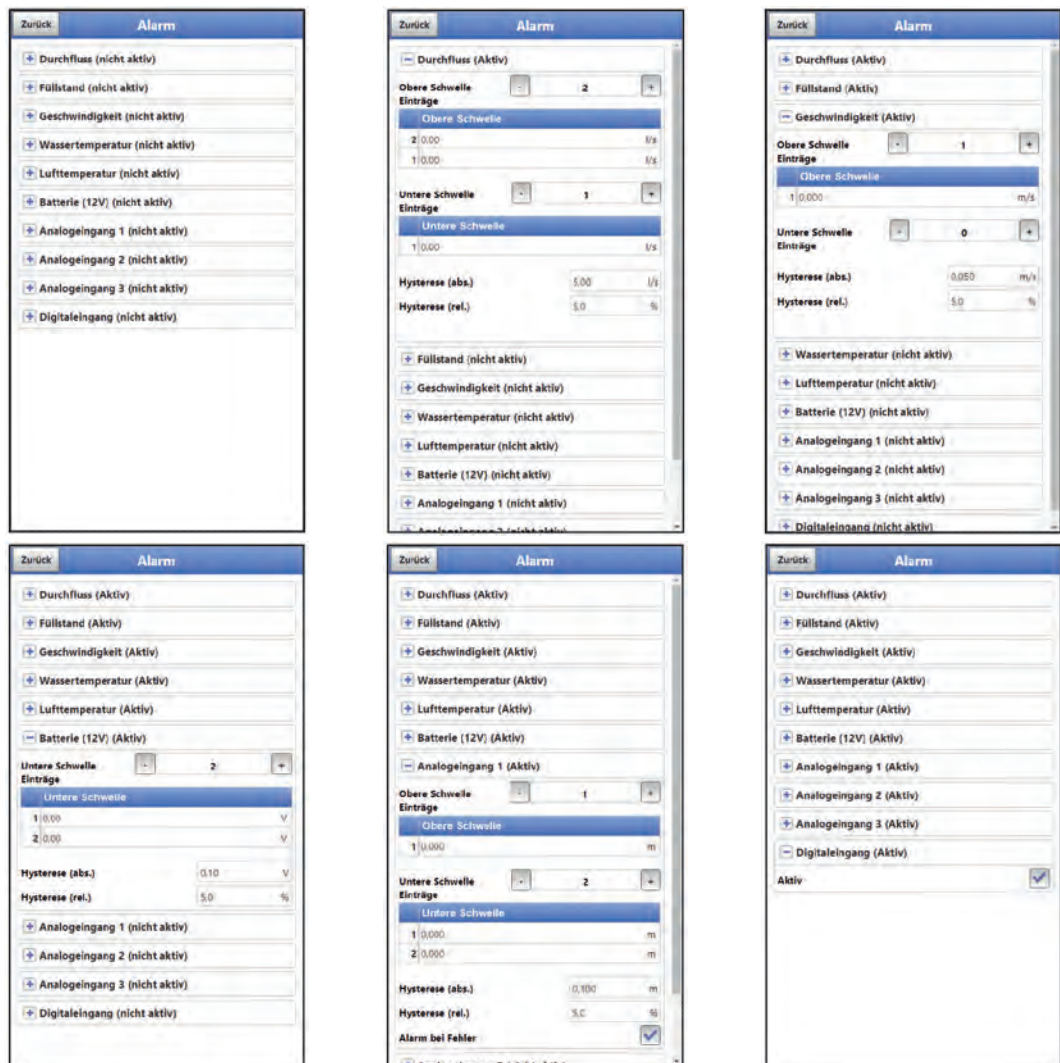 Zurück Alarm
Durchfluss (nicht aktiv)
Füllstand (nicht aktiv)
Geschwindigkeit (nicht aktiv)
Wassertemperatur (nicht aktiv)
Lufttemperatur (nicht aktiv)
Batterie (12V) (nicht aktiv)
Analogeingang 1 (nicht aktiv)
Analogeingang 2 (nicht aktiv)
Analogeingang 3 (nicht aktiv)
Digitaleingang (nicht aktiv)
Zurück Alarm
Durchfluss (Aktiv)
Obere Schwelle - 2 +
Einträge
Obere Schwelle
2 0.00 l/s
1 0.00 l/s
Untere Schwelle - 1 +
Einträge
Untere Schwelle
1 0.00 l/s
Hysterese (abs.) 5.00 l/s
Hysterese (rel.) 5.0 %
Füllstand (nicht aktiv)
Geschwindigkeit (nicht aktiv)
Wassertemperatur (nicht aktiv)
Lufttemperatur (nicht aktiv)
Batterie (12V) (nicht aktiv)
Analogeingang 1 (nicht aktiv)
Zurück Alarm
Durchfluss (Aktiv)
Füllstand (Aktiv)
Geschwindigkeit (Aktiv)
Obere Schwelle - 1 +
Einträge
Obere Schwelle
1 0,000 m/s
Untere Schwelle - 0 +
Einträge
Hysterese (abs.) 0,050 m/s
Hysterese (rel.) 5.0 %
Wassertemperatur (nicht aktiv)
Lufttemperatur (nicht aktiv)
Batterie (12V) (nicht aktiv)
Analogeingang 1 (nicht aktiv)
Analogeingang 2 (nicht aktiv)
Analogeingang 3 (nicht aktiv)
Digitaleingang (nicht aktiv)
Zurück Alarm
Durchfluss (Aktiv)
Füllstand (Aktiv)
Geschwindigkeit (Aktiv)
Wassertemperatur (Aktiv)
Lufttemperatur (Aktiv)
Batterie (12V) (Aktiv)
Untere Schwelle - 2 +
Einträge
Untere Schwelle
1 0.00 V
2 0.00 V
Hysterese (abs.) 0.10 V
Hysterese (rel.) 5.0 %
Analogeingang 1 (nicht aktiv)
Analogeingang 2 (nicht aktiv)
Analogeingang 3 (nicht aktiv)
Digitaleingang (nicht aktiv)
Zurück Alarm
Durchfluss (Aktiv)
Füllstand (Aktiv)
Geschwindigkeit (Aktiv)
Wassertemperatur (Aktiv)
Lufttemperatur (Aktiv)
Batterie (12V) (Aktiv)
Analogeingang 1 (Aktiv)
Obere Schwelle - 1 +
Einträge
Obere Schwelle
1 0,000 m
Untere Schwelle - 2 +
Einträge
Untere Schwelle
1 0,000 m
2 0,000 m
Hysterese (abs.) 0,100 m
Hysterese (rel.) 5.0 %
Alarm bei Fehler
Zurück Alarm
Durchfluss (Aktiv)
Füllstand (Aktiv)
Geschwindigkeit (Aktiv)
Wassertemperatur (Aktiv)
Lufttemperatur (Aktiv)
Batterie (12V) (Aktiv)
Analogeingang 1 (Aktiv)
Analogeingang 2 (Aktiv)
Analogeingang 3 (Aktiv)
Digitaleingang (Aktiv)
Aktiv